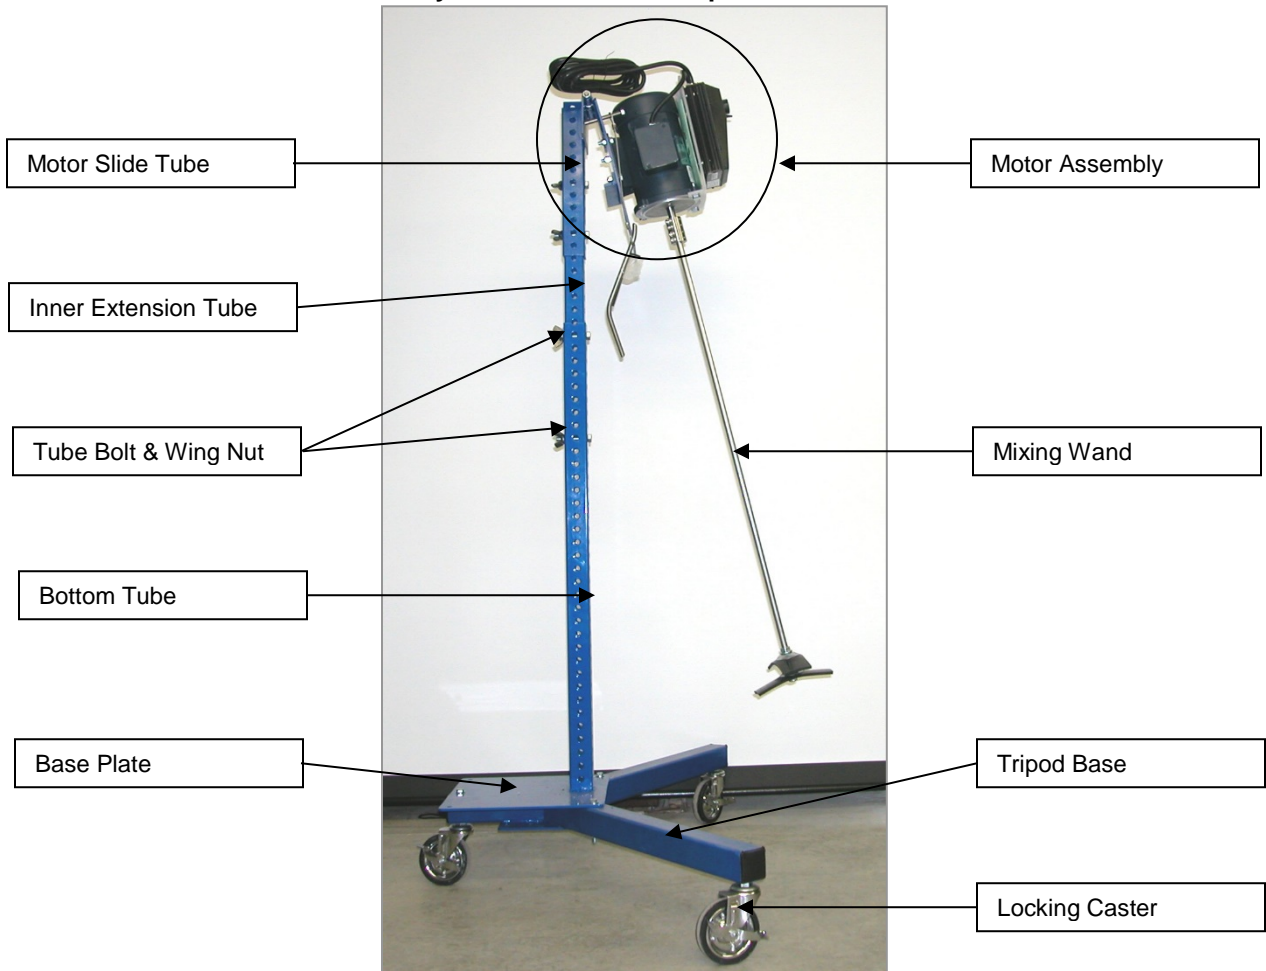 Motor Slide Tube
Motor Assembly
Inner Extension Tube
Tube Bolt & Wing Nut
Mixing Wand
Bottom Tube
Base Plate
Tripod Base
Locking Caster